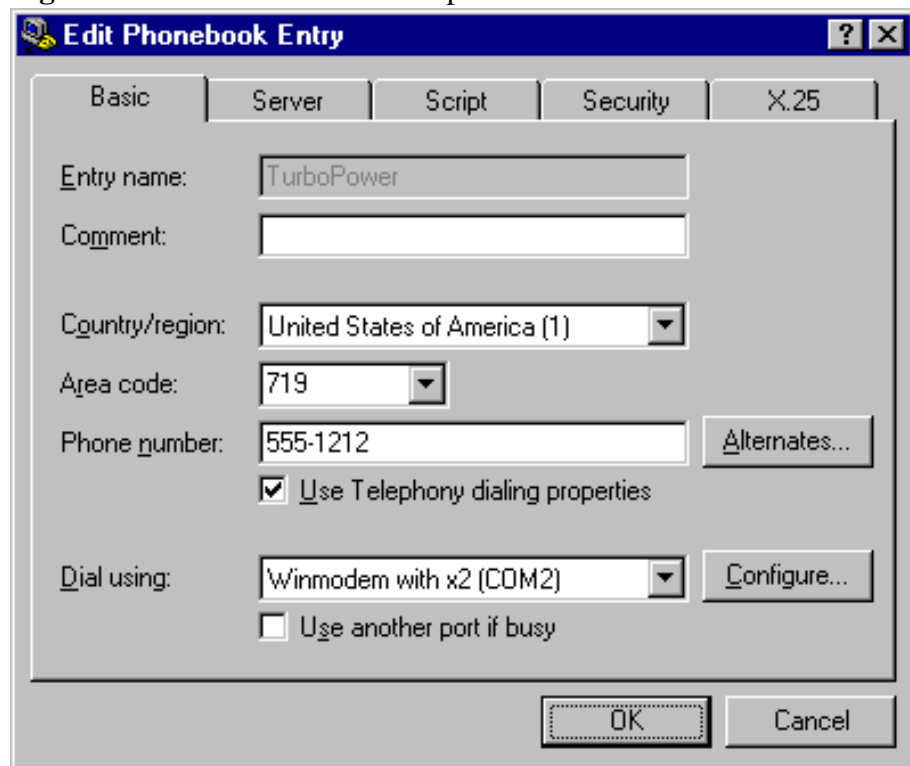 Edit Phonebook Entry
Basic Server Script Security X.25
Entry name: TurboPower
Comment:
Country/region: United States of America (1)
Area code: 719
Phone number: 555-1212 Alternates...
Use Telephony dialing properties
Dial using: Winmodem with x2 (COM2) Configure...
Use another port if busy
OK Cancel